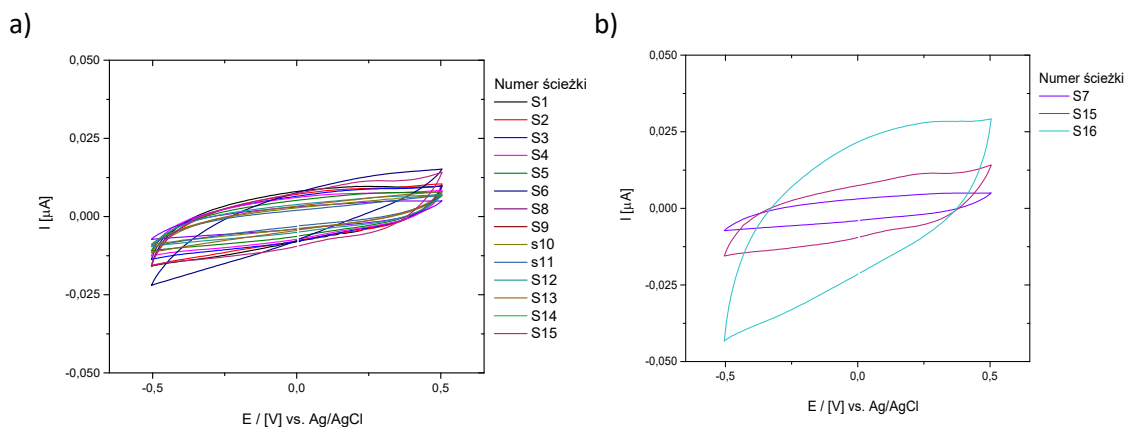 a)
0,050
0,025
0,000
-0,025
-0,050
I [µA]
-0,5
0,0
0,5
E / [V] vs. Ag/AgCl
Numer ścieżki
S1
S2
S3
S4
S5
S6
S8
S9
s10
s11
S12
S13
S14
S15
b)
0,050
0,025
0,000
-0,025
-0,050
I [µA]
-0,5
0,0
0,5
E / [V] vs. Ag/AgCl
Numer ścieżki
S7
S15
S16